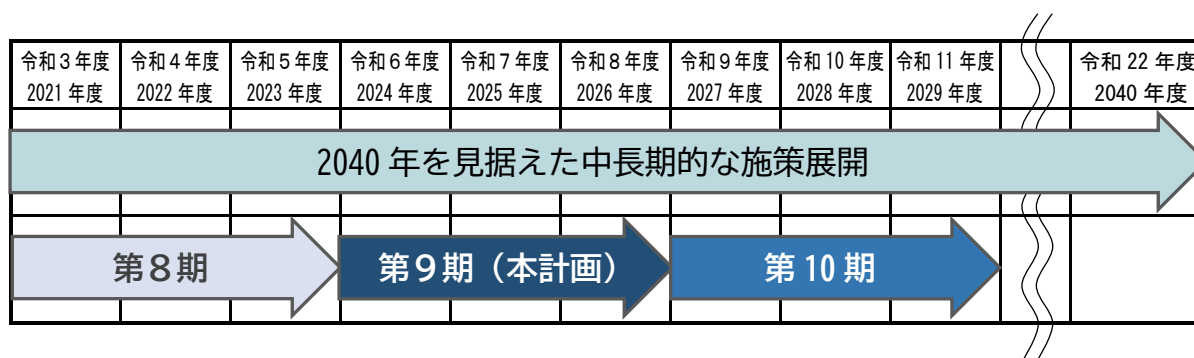 令和3年度 令和4年度 令和5年度 令和6年度 令和7年度 令和8年度 令和9年度 令和 10 年度 令和 11 年度 令和 22 年度
2021 年度 2022 年度 2023 年度 2024 年度 2025 年度 2026 年度 2027 年度 2028 年度 2029 年度 2040 年度
2040 年を見据えた中長期的な施策展開
第8期 第9期（本計画） 第 10 期